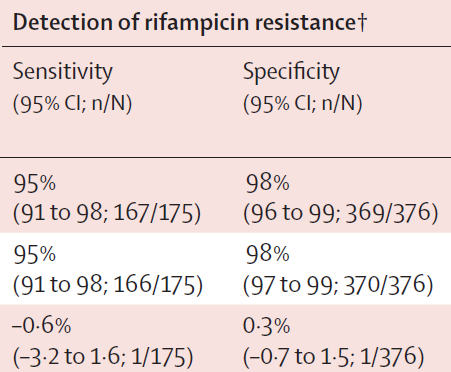 Detection of rifampicin resistance†
Sensitivity Specificity
(95% CI; n/N) (95% CI; n/N)
95% 98%
(91 to 98; 167/175) (96 to 99; 369/376)
95% 98%
(91 to 98; 166/175) (97 to 99; 370/376)
–0·6% 0·3%
(–3·2 to 1·6; 1/175) (–0·7 to 1·5; 1/376)